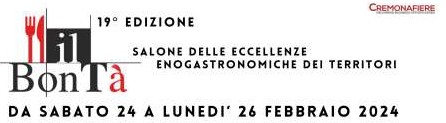 19° EDIZIONE
CREMONAFIERE
il
BonTà
SALONE DELLE ECCELLENZE
ENOGASTRONOMICHE DEI TERRITORI
DA SABATO 24 A LUNEDI' 26 FEBBRAIO 2024